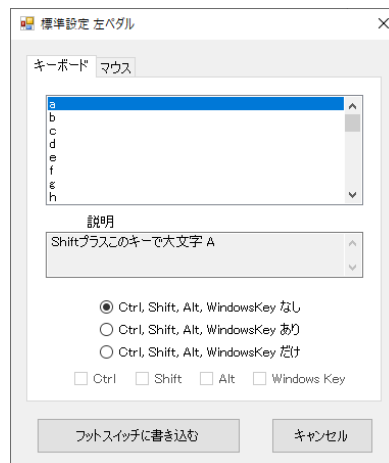 標準設定 左ペダル
キーボード マウス
a
b
c
d
e
f
g
h
説明
Shiftプラスこのキーで大文字 A
Ctrl, Shift, Alt, WindowsKey なし
Ctrl, Shift, Alt, WindowsKey あり
Ctrl, Shift, Alt, WindowsKey だけ
Ctrl Shift Alt Windows Key
フットスイッチに書き込む キャンセル